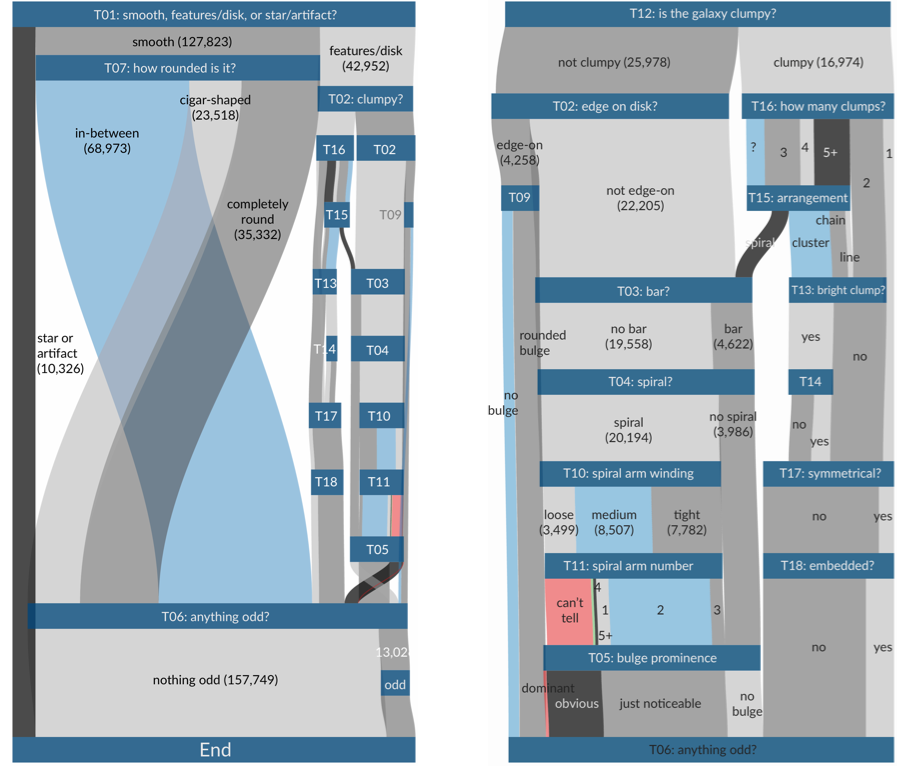 T01: smooth, features/disk, or star/artifact?
smooth (127,823)
features/disk
(42,952)
T07: how rounded is it?
T02: clumpy?
cigar-shaped
(23,518)
in-between
(68,973)
completely
round
(35,332)
star or
artifact
(10,326)
T16
T02
T15
T09
T13
T03
T14
T04
T17
T10
T18
T11
T05
T06: anything odd?
13,02
nothing odd (157,749)
odd
End
T12: is the galaxy clumpy?
not clumpy (25,978)
clumpy (16,974)
T02: edge on disk?
T16: how many clumps?
edge-on
(4,258)
not edge-on
(22,205)
?
3
4
5+
2
1
T09
T15: arrangement
chain
spiral
cluster
line
T03: bar?
T13: bright clump?
rounded
bulge
no bar
(19,558)
bar
(4,622)
yes
no
T04: spiral?
T14
no
bulge
spiral
(20,194)
no spiral
(3,986)
no
yes
T10: spiral arm winding
T17: symmetrical?
loose
(3,499)
medium
(8,507)
tight
(7,782)
no
yes
T11: spiral arm number
T18: embedded?
can't
tell
4
1
5+
2
3
no
yes
T05: bulge prominence
dominant
obvious
just noticeable
no
bulge
T06: anything odd?